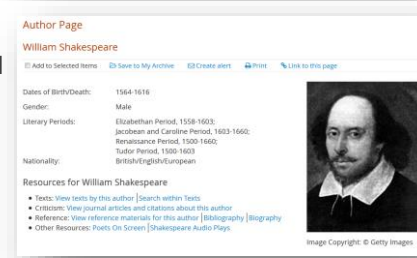 Author Page
William Shakespeare
Add to Selected Items Save to My Archive Create alert Print Link to this page
Dates of Birth/Death: 1564-1616
Gender: Male
Literary Periods: Elizabethan Period, 1558-1603;
Jacobean and Caroline Period, 1603-1660;
Renaissance Period, 1500-1660;
Tudor Period, 1500-1603
Nationality: British/English/European
Resources for William Shakespeare
• Texts: View texts by this author | Search within Texts
• Criticism: View journal articles and citations about this author
• Reference: View reference materials for this author | Bibliography | Biography
• Other Resources: Poets On Screen | Shakespeare Audio Plays
Image Copyright: © Getty Images